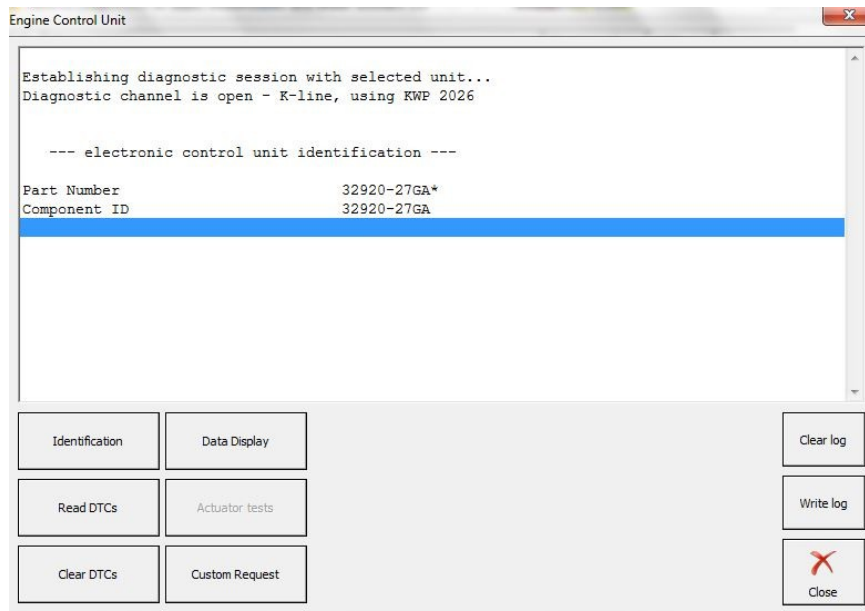 Engine Control Unit
Establishing diagnostic session with selected unit...
Diagnostic channel is open - K-line, using KWP 2026
--- electronic control unit identification ---
Part Number 32920-27GA*
Component ID 32920-27GA
Identification
Data Display
Clear log
Read DTCs
Actuator tests
Write log
Clear DTCs
Custom Request
Close